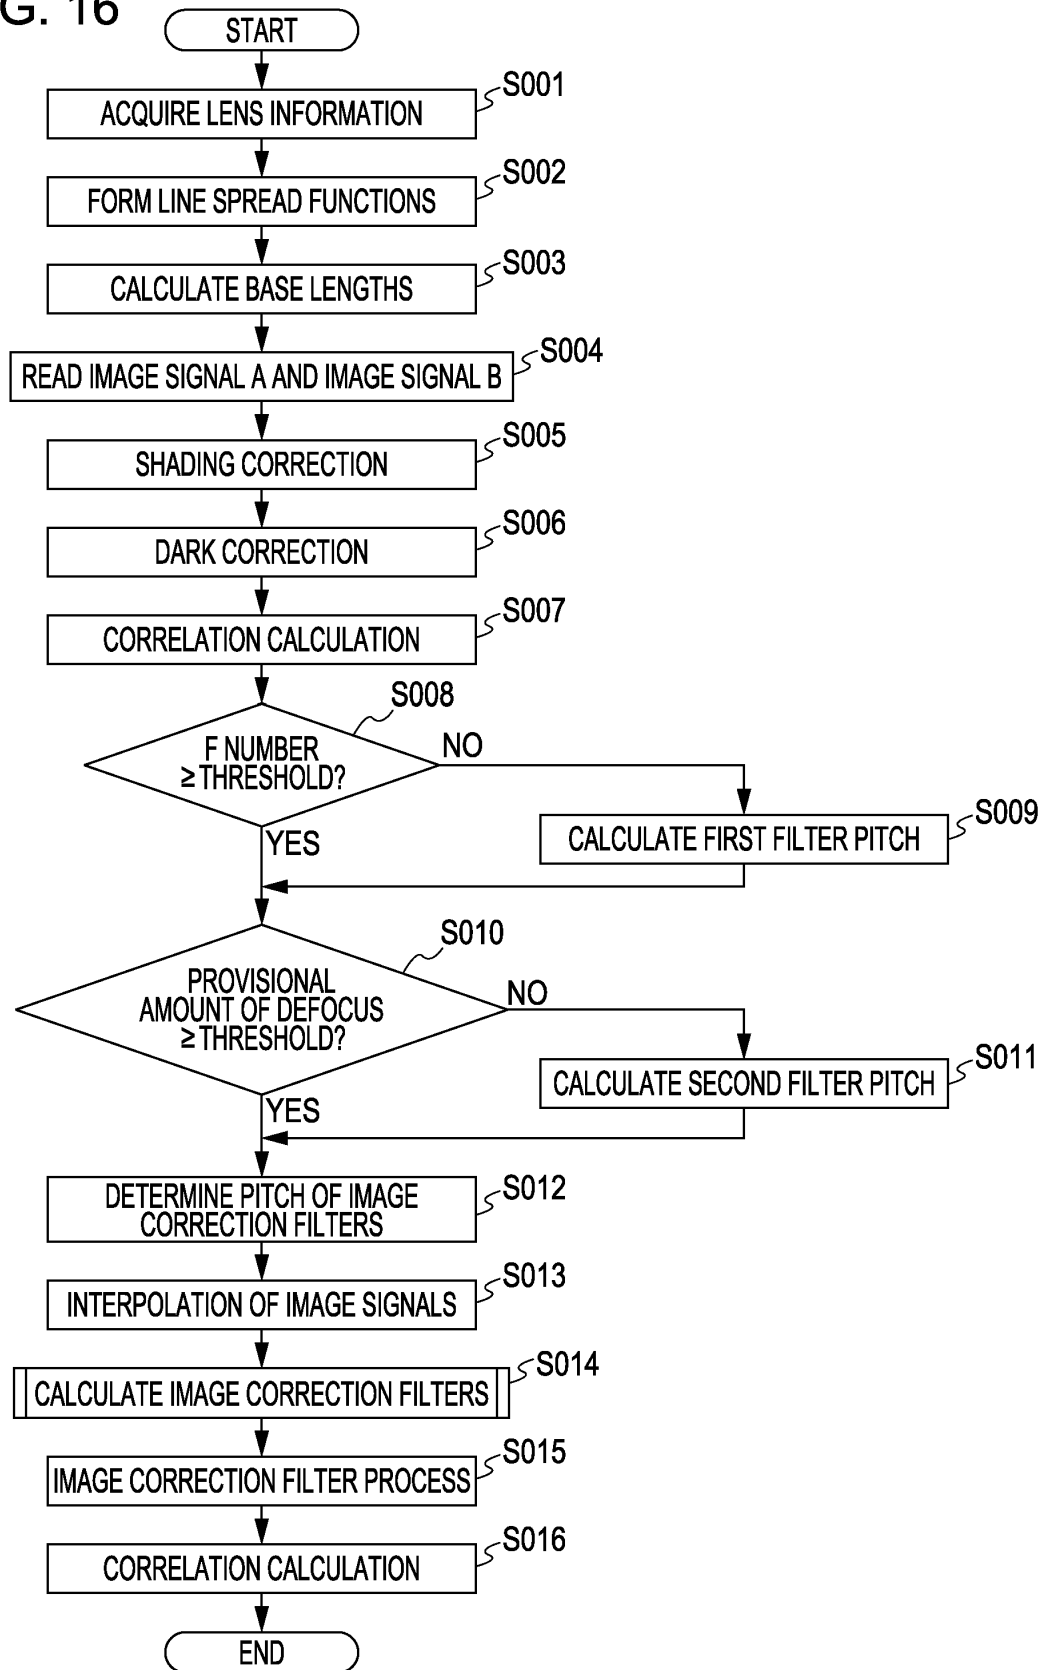 G. 16
START
ACQUIRE LENS INFORMATION
S001
FORM LINE SPREAD FUNCTIONS
S002
CALCULATE BASE LENGTHS
S003
READ IMAGE SIGNAL A AND IMAGE SIGNAL B
S004
SHADING CORRECTION
S005
DARK CORRECTION
S006
CORRELATION CALCULATION
S007
S008
F NUMBER
≥ THRESHOLD?
NO
YES
CALCULATE FIRST FILTER PITCH
S009
S010
PROVISIONAL
AMOUNT OF DEFOCUS
≥ THRESHOLD?
NO
YES
CALCULATE SECOND FILTER PITCH
S011
DETERMINE PITCH OF IMAGE
CORRECTION FILTERS
S012
INTERPOLATION OF IMAGE SIGNALS
S013
CALCULATE IMAGE CORRECTION FILTERS
S014
IMAGE CORRECTION FILTER PROCESS
S015
CORRELATION CALCULATION
S016
END